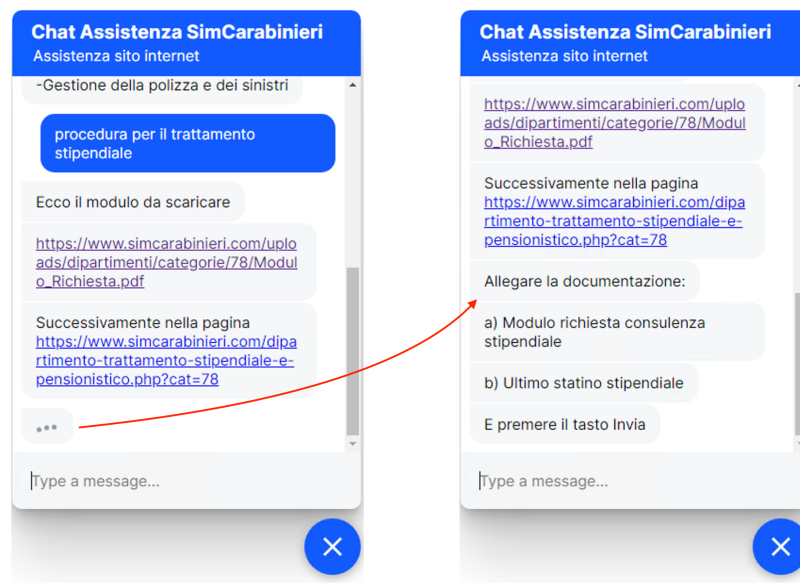 Chat Assistenza SimCarabinieri
Assistenza sito internet
-Gestione della polizza e dei sinistri
procedura per il trattamento
stipendiale
Ecco il modulo da scaricare
https://www.simcarabinieri.com/uplo
ads/dipartimenti/categorie/78/Modul
o_Richiesta.pdf
Successivamente nella pagina
https://www.simcarabinieri.com/dipa
rtimento-trattamento-stipendiale-e-
pensionistico.php?cat=78
Type a message...
Chat Assistenza SimCarabinieri
Assistenza sito internet
https://www.simcarabinieri.com/uplo
ads/dipartimenti/categorie/78/Modul
o_Richiesta.pdf
Successivamente nella pagina
https://www.simcarabinieri.com/dipa
rtimento-trattamento-stipendiale-e-
pensionistico.php?cat=78
Allegare la documentazione:
a) Modulo richiesta consulenza
stipendiale
b) Ultimo statino stipendiale
E premere il tasto Invia
Type a message...